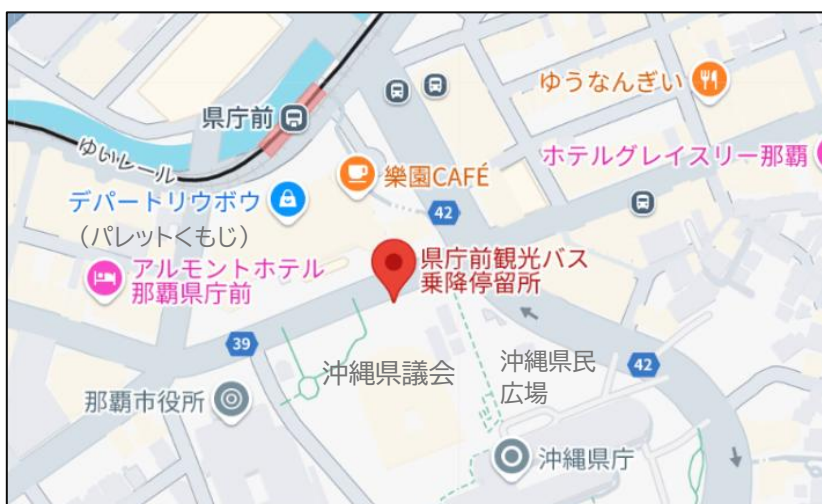 ゆうなんぎい
県庁前
ゆいレール
樂園CAFÉ
ホテルグレイスリー那覇
デパートリウボウ
（パレットくもじ）
42
アルモントホテル
那覇県庁前
県庁前観光バス
乗降停留所
39
沖縄県議会
沖縄県民
広場
42
那覇市役所
沖縄県庁